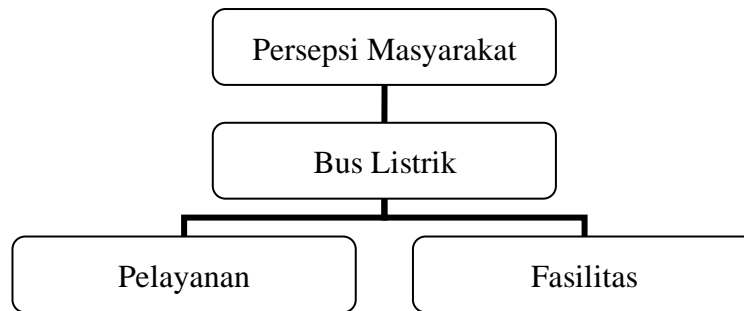 Persepsi Masyarakat
Bus Listrik
Pelayanan
Fasilitas